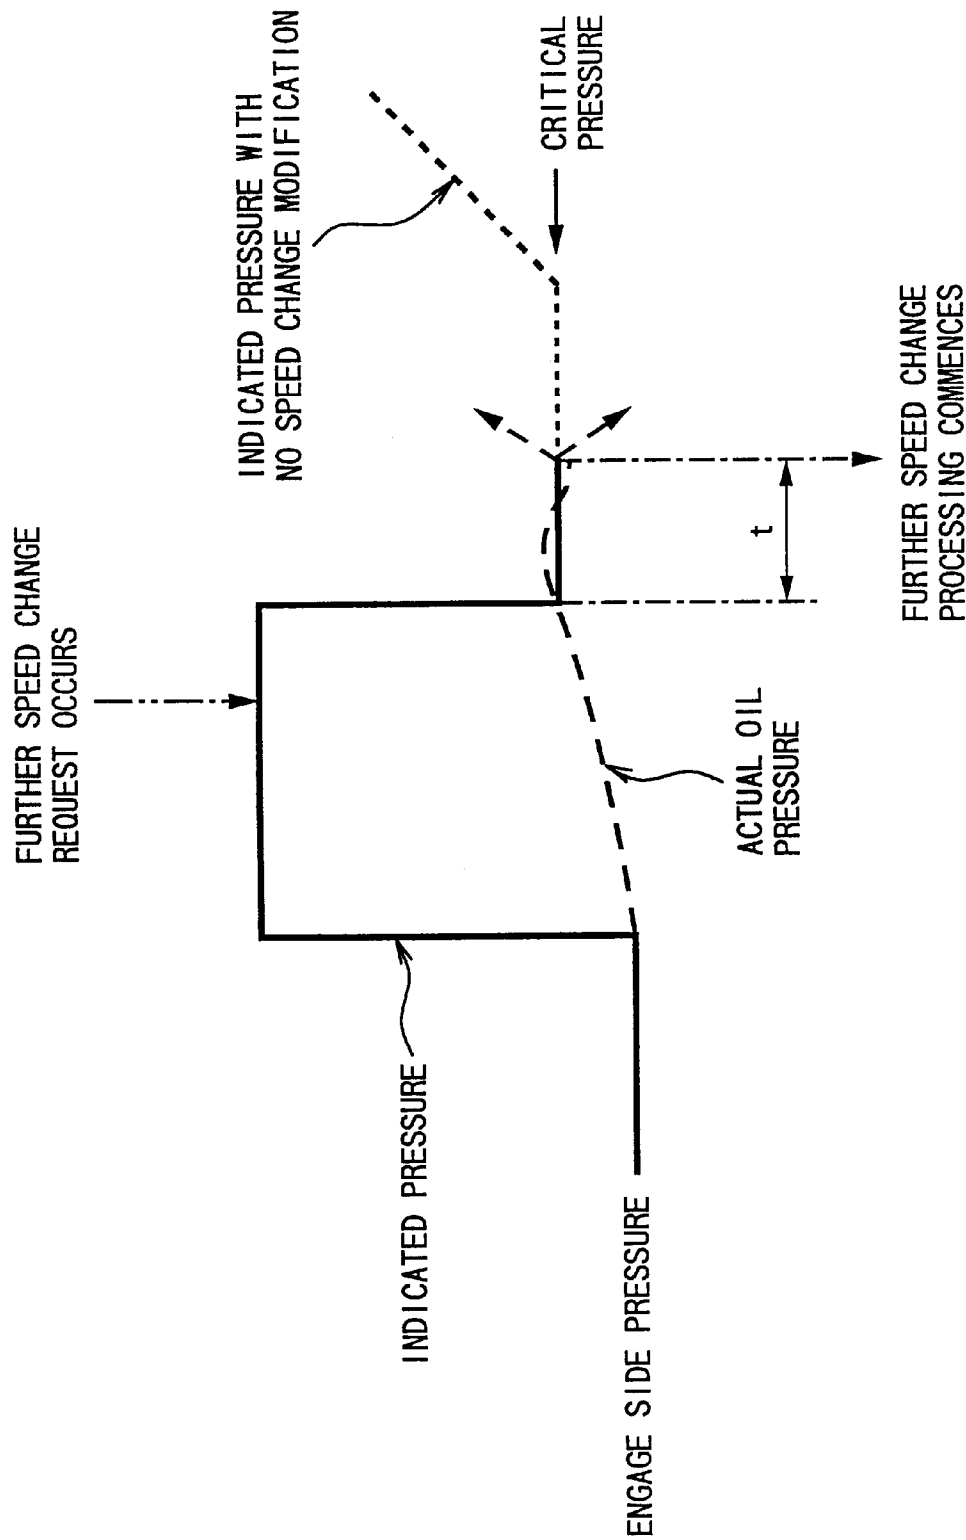 FURTHER SPEED CHANGE
REQUEST OCCURS
INDICATED PRESSURE WITH
NO SPEED CHANGE MODIFICATION
INDICATED PRESSURE
CRITICAL
PRESSURE
ENGAGE SIDE PRESSURE
ACTUAL OIL
PRESSURE
t
FURTHER SPEED CHANGE
PROCESSING COMMENCES